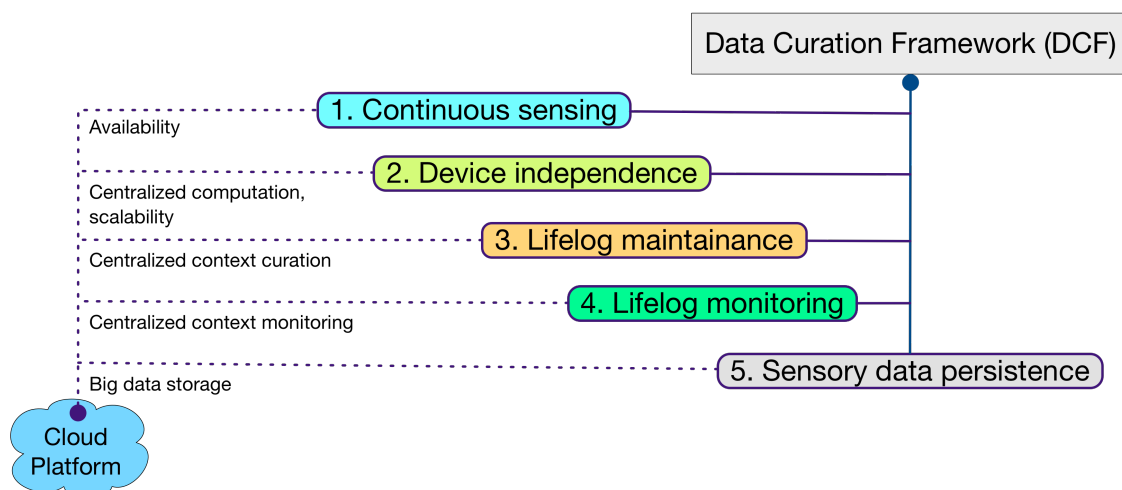 Data Curation Framework (DCF)
1. Continuous sensing
Availability
2. Device independence
Centralized computation,
scalability
3. Lifelog maintainance
Centralized context curation
4. Lifelog monitoring
Centralized context monitoring
5. Sensory data persistence
Big data storage
Cloud
Platform